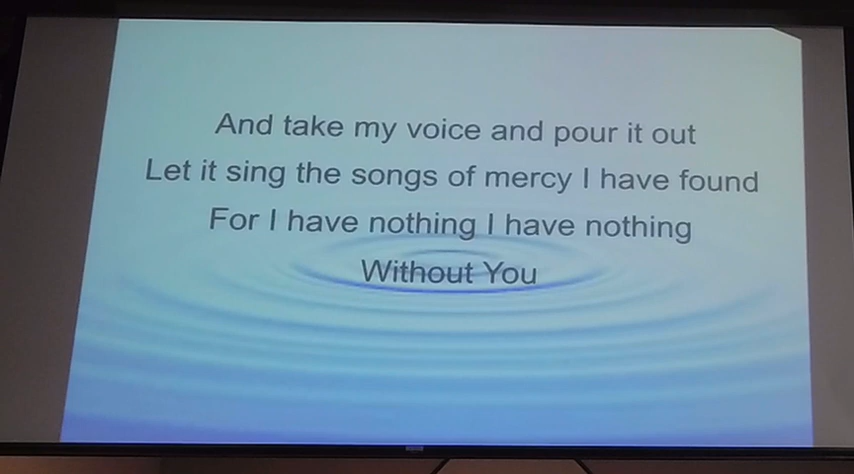 And take my voice and pour it out
Let it sing the songs of mercy I have found
For I have nothing I have nothing
Without You